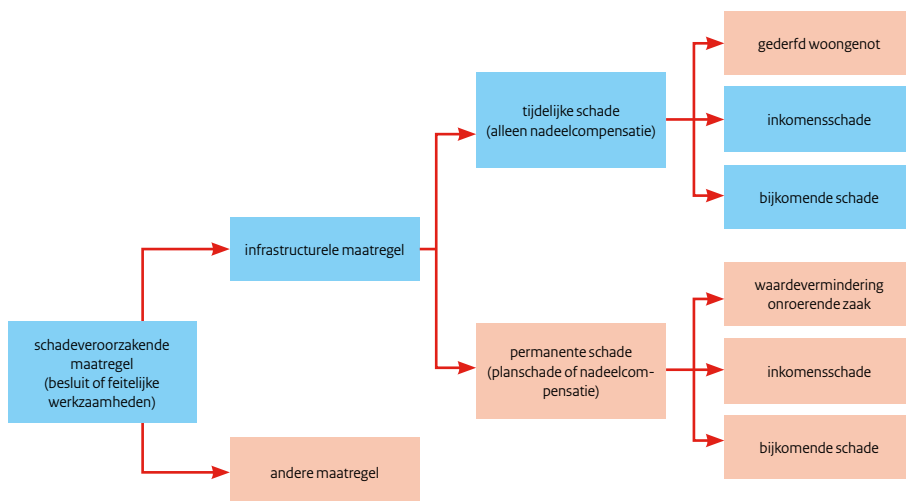 schadeveroorzakende
maatregel
(besluit of feitelijke
werkzaamheden)
infrastructurele maatregel
andere maatregel
tijdelijke schade
(alleen nadeelcompensatie)
permanente schade
(planschade of nadeelcom-
pensatie)
gederfd woongenot
inkomensschade
bijkomende schade
waardevermindering
onroerende zaak
inkomensschade
bijkomende schade